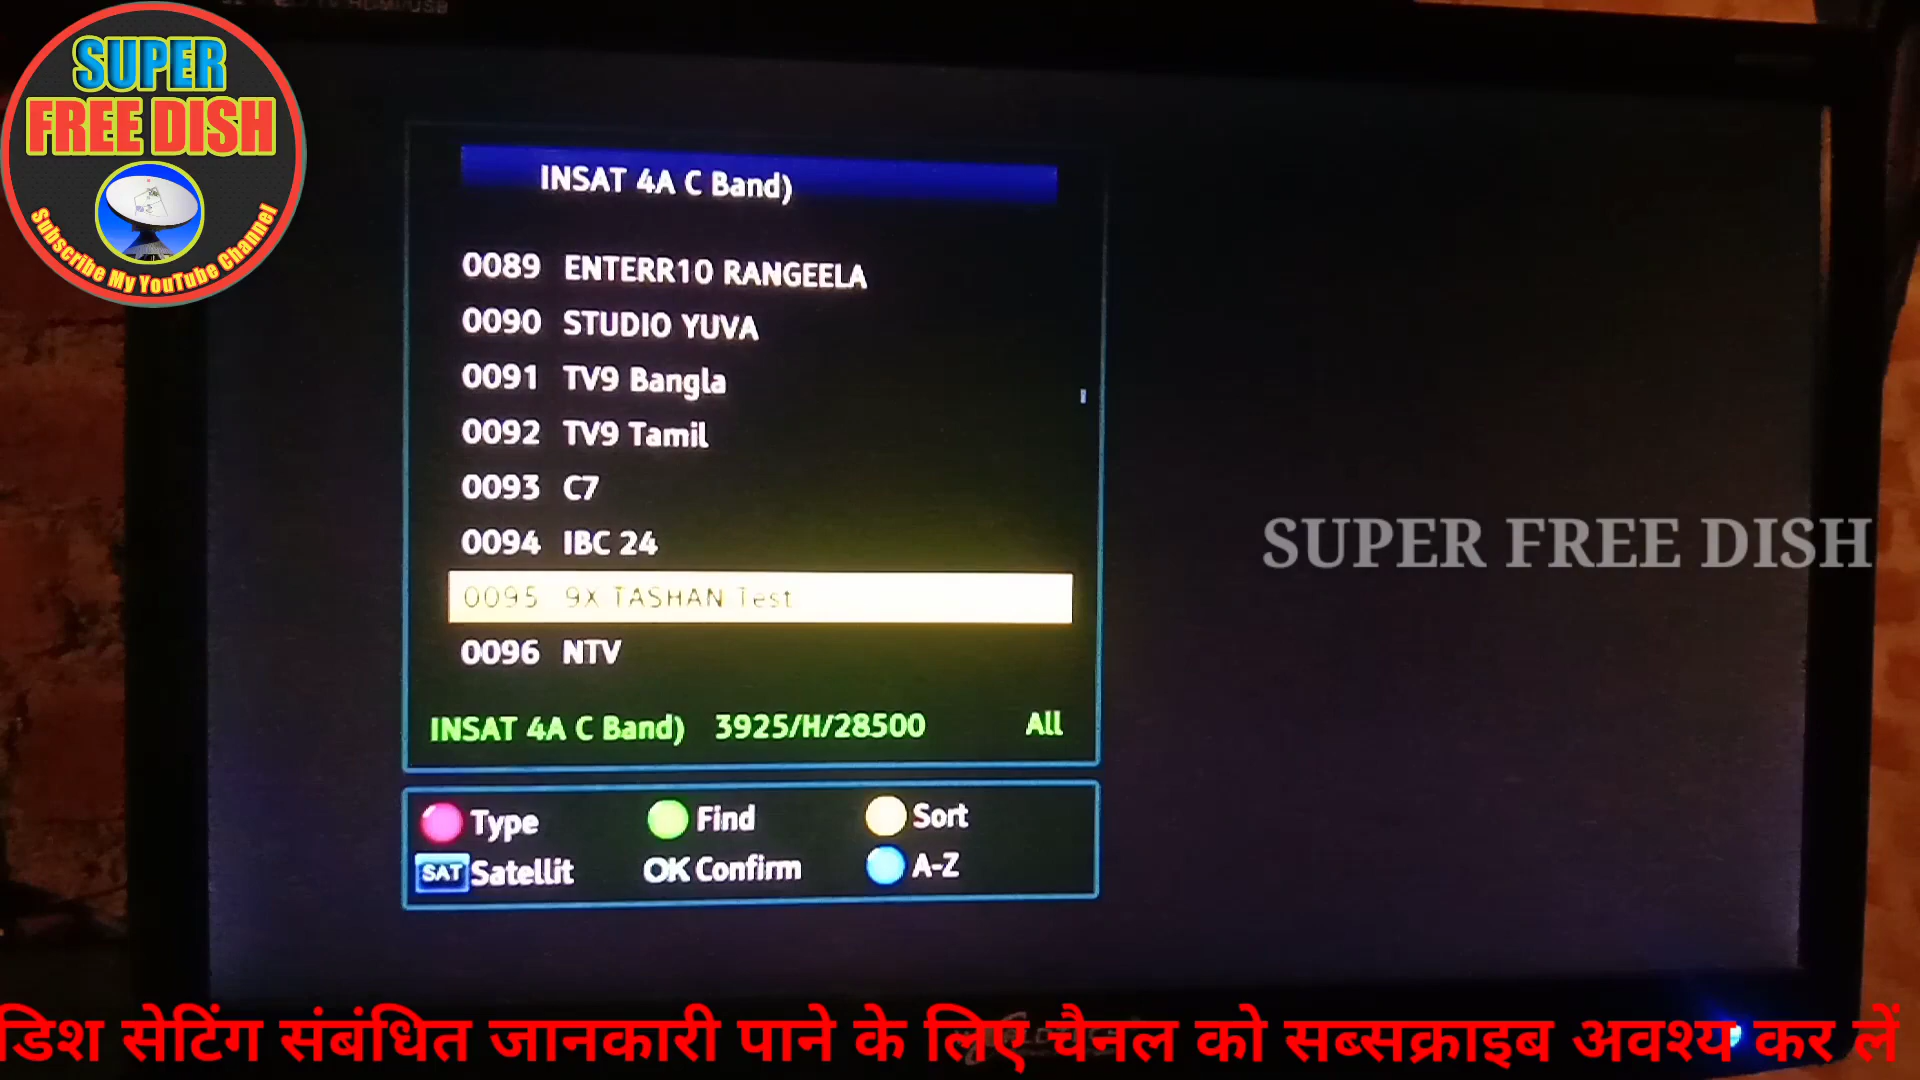 SUPER
FREE DISH
Subscribe My YouTube Channel
INSAT 4A C Band)
0089 ENTERR10 RANGEELA
0090 STUDIO YUVA
0091 TV9 Bangla
0092 TV9 Tamil
0093 C7
0094 IBC 24
0095 9X TASHAN Test
0096 NTV
INSAT 4A C Band) 3925/H/28500 All
Type Find Sort
SAT Satellit OK Confirm A-Z
SUPER FREE DISH
डिश सेटिंग संबंधित जानकारी पाने के लिए चैनल को सब्सक्राइब अवश्य कर लें